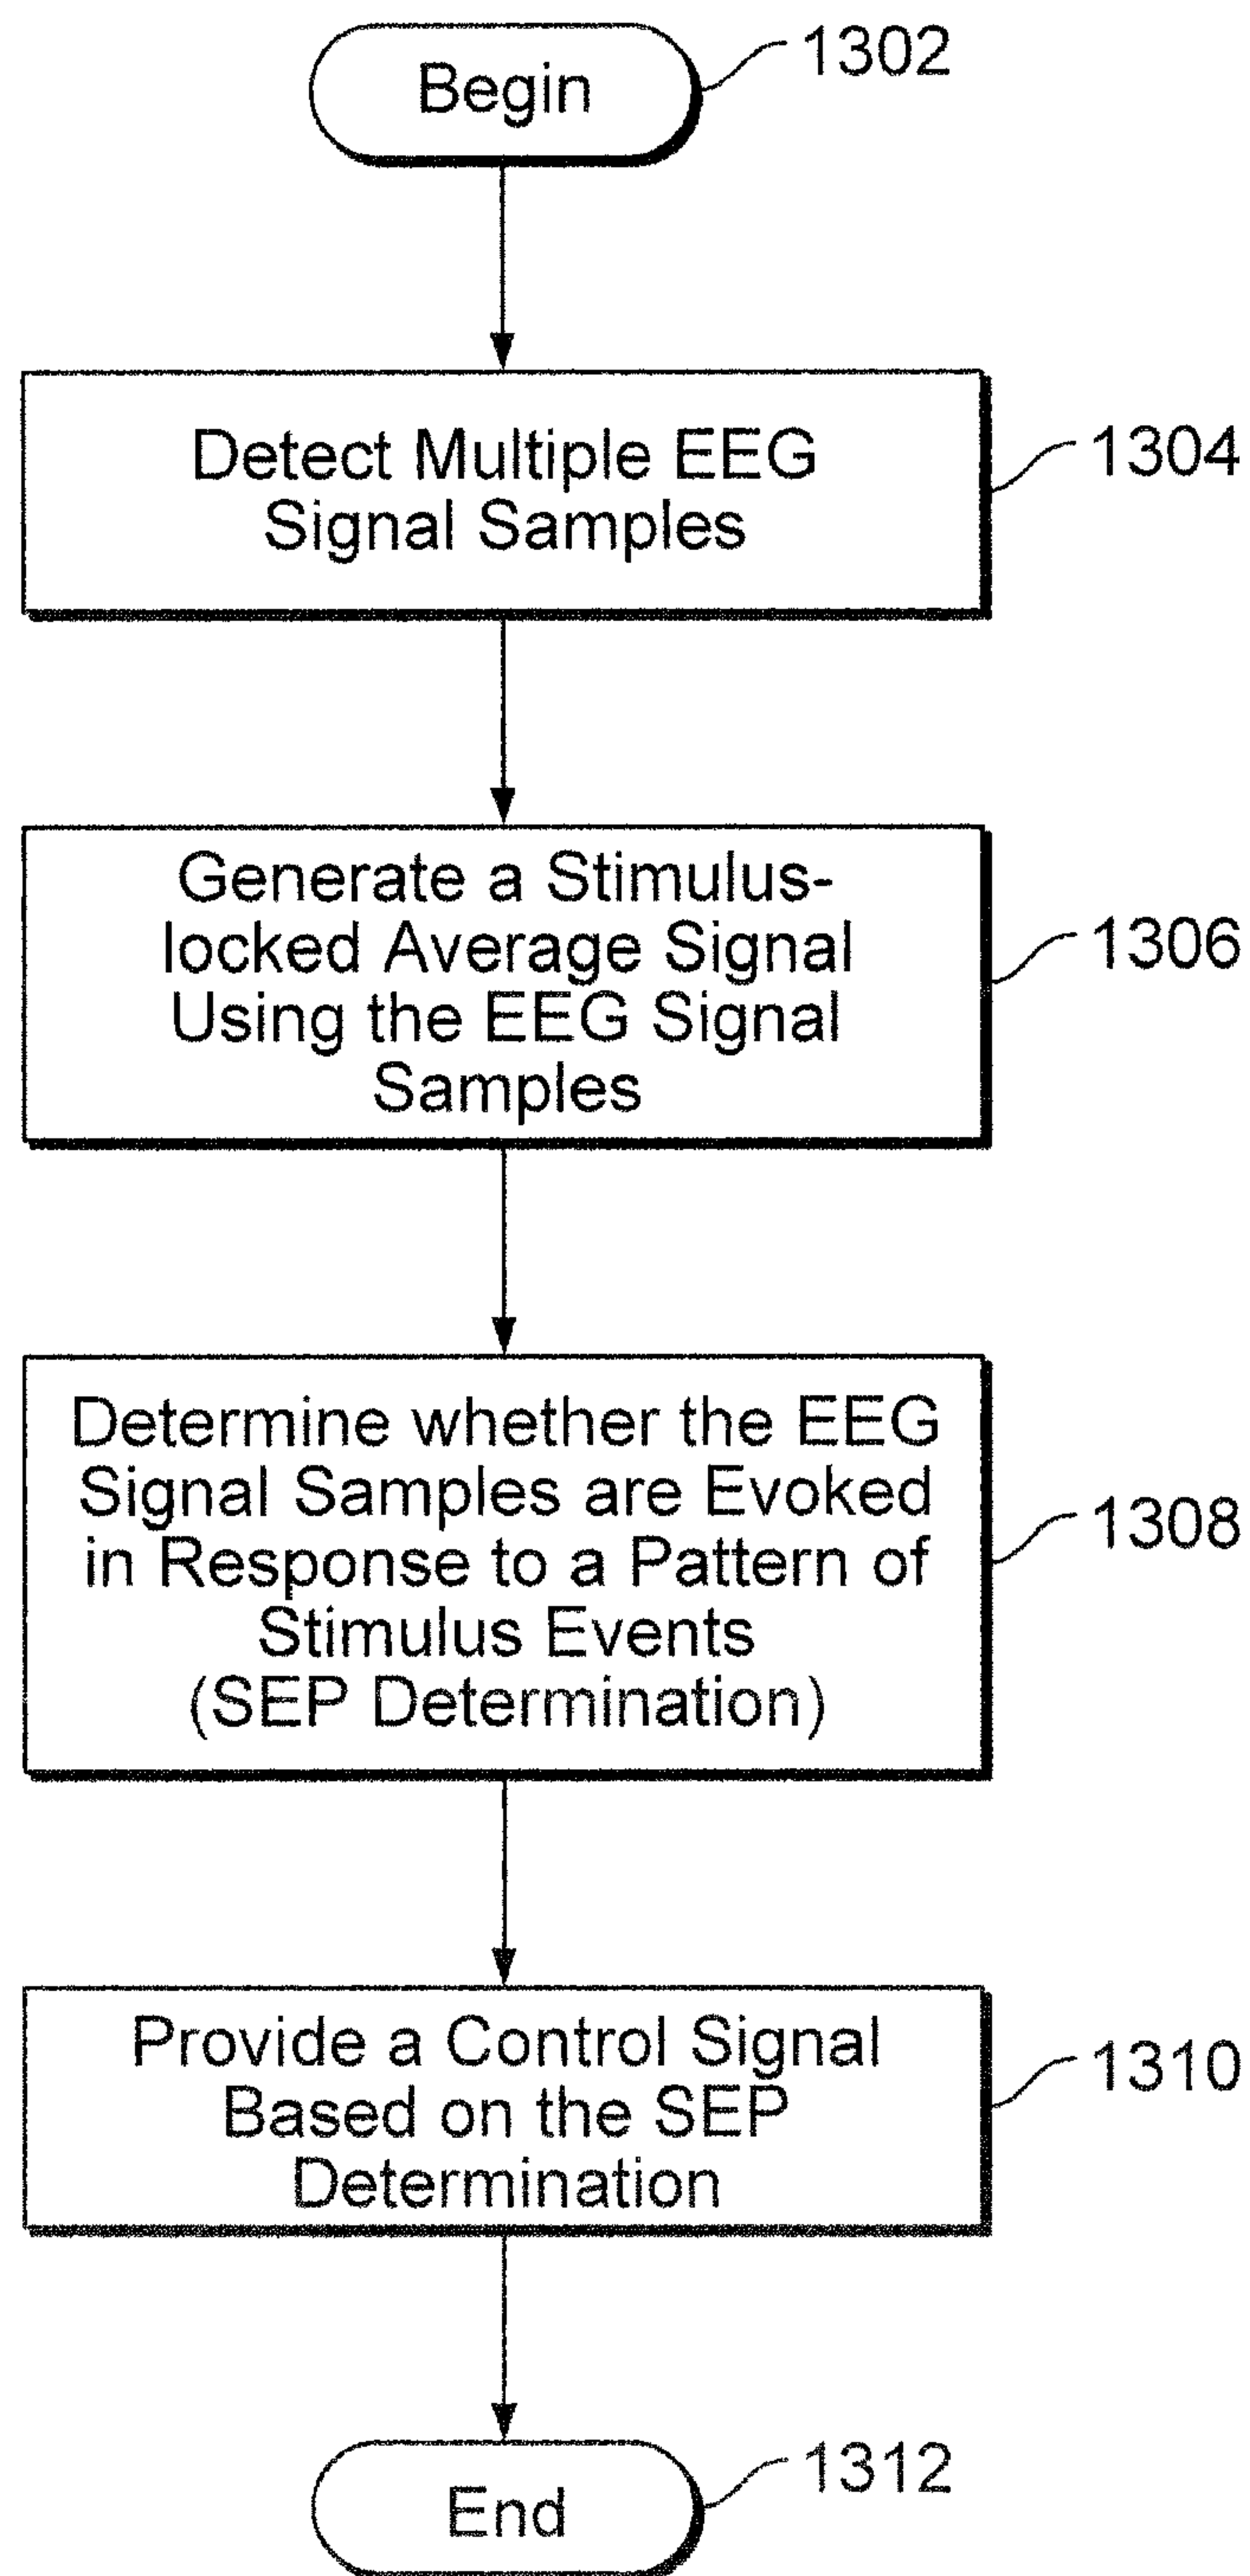 Begin
1302
Detect Multiple EEG
Signal Samples
1304
Generate a Stimulus-
locked Average Signal
Using the EEG Signal
Samples
1306
Determine whether the EEG
Signal Samples are Evoked
in Response to a Pattern of
Stimulus Events
(SEP Determination)
1308
Provide a Control Signal
Based on the SEP
Determination
1310
End
1312